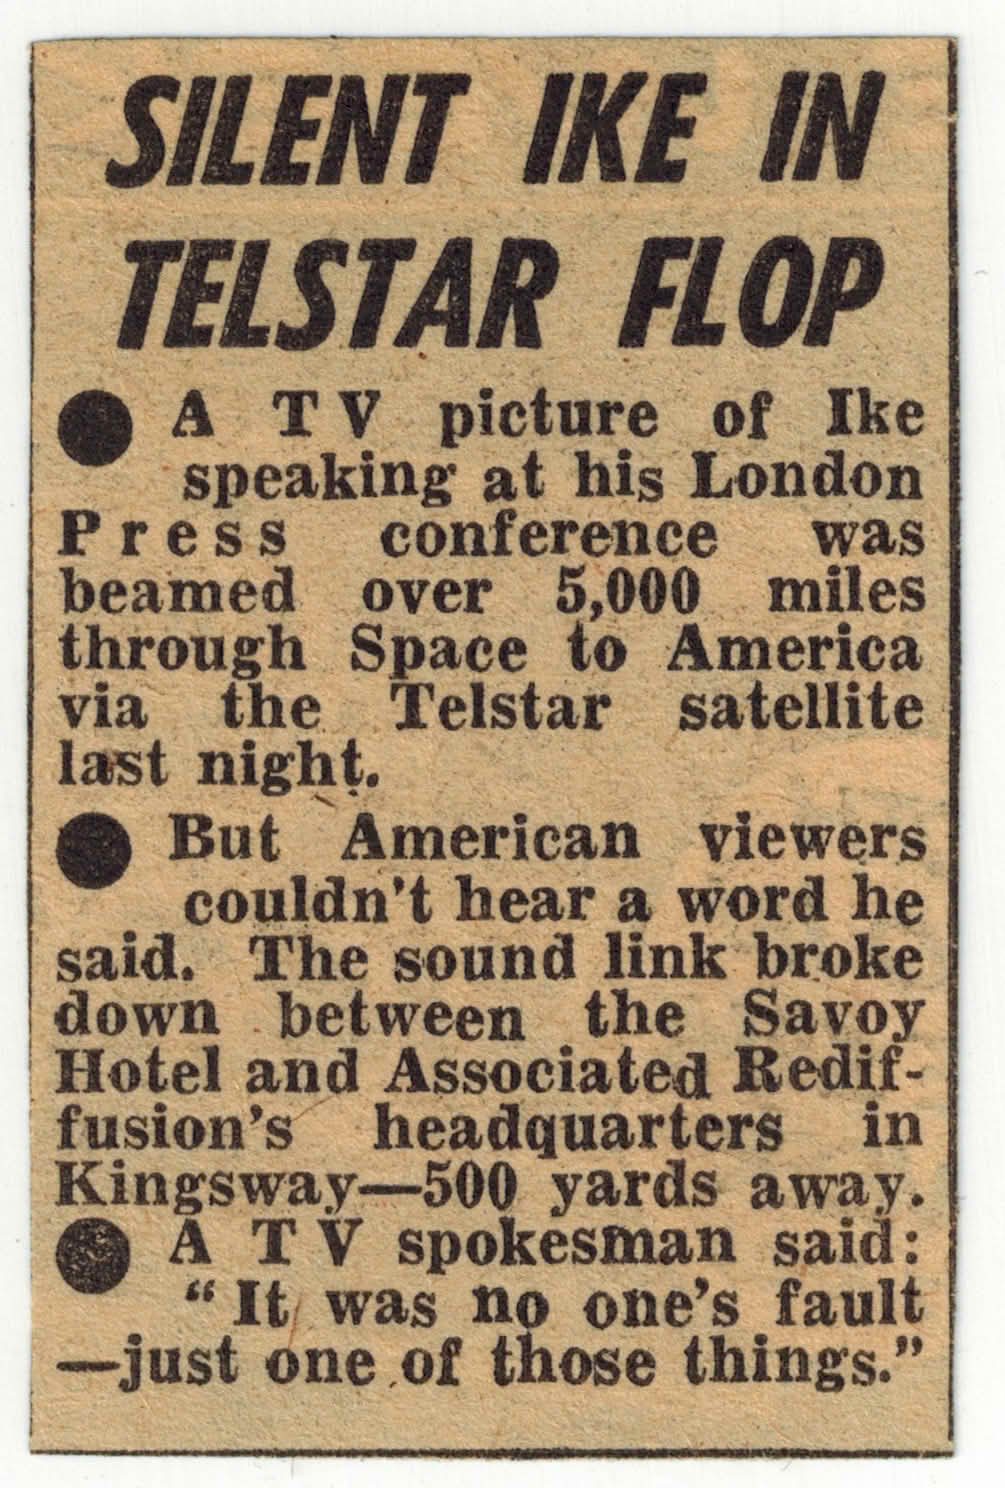 SILENT IKE IN
TELSTAR FLOP
● A TV picture of Ike
speaking at his London
Press conference was
beamed over 5,000 miles
through Space to America
via the Telstar satellite
last night.
● But American viewers
couldn't hear a word he
said. The sound link broke
down between the Savoy
Hotel and Associated Redif-
fusion's headquarters in
Kingsway—500 yards away.
● A TV spokesman said:
“It was no one's fault
—just one of those things.”